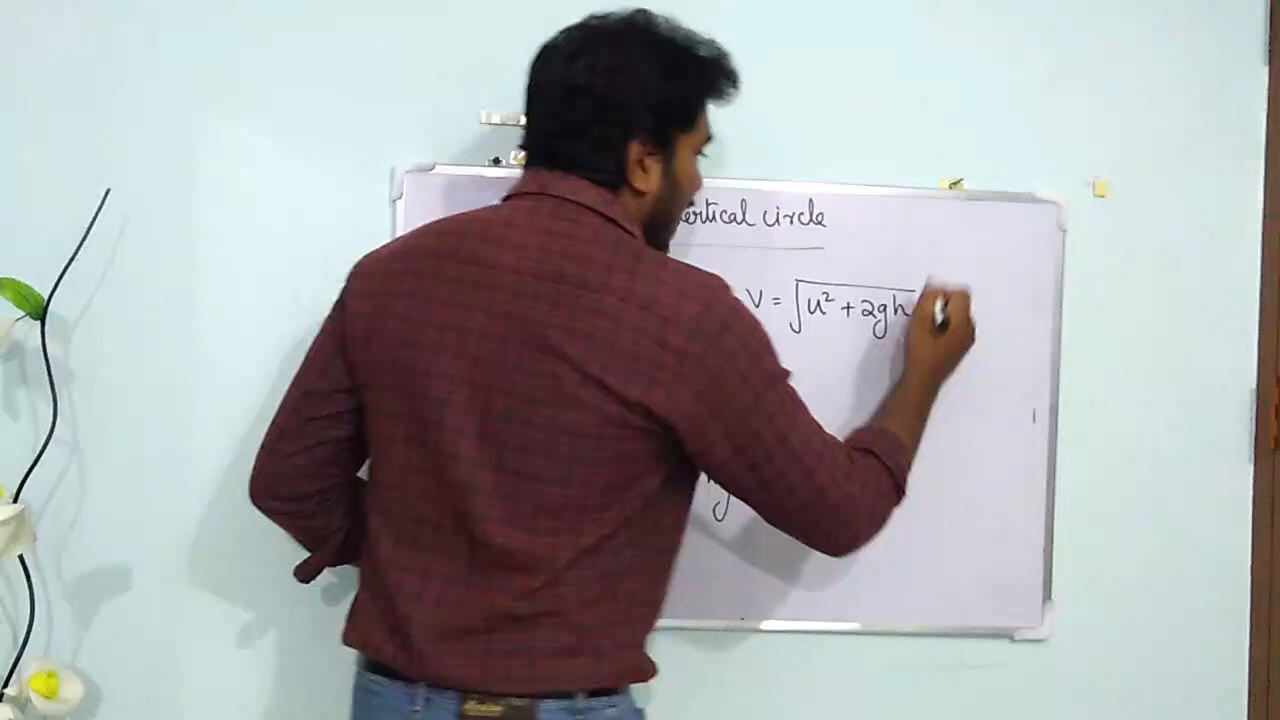 ertical circle
V = √u² + 2gh